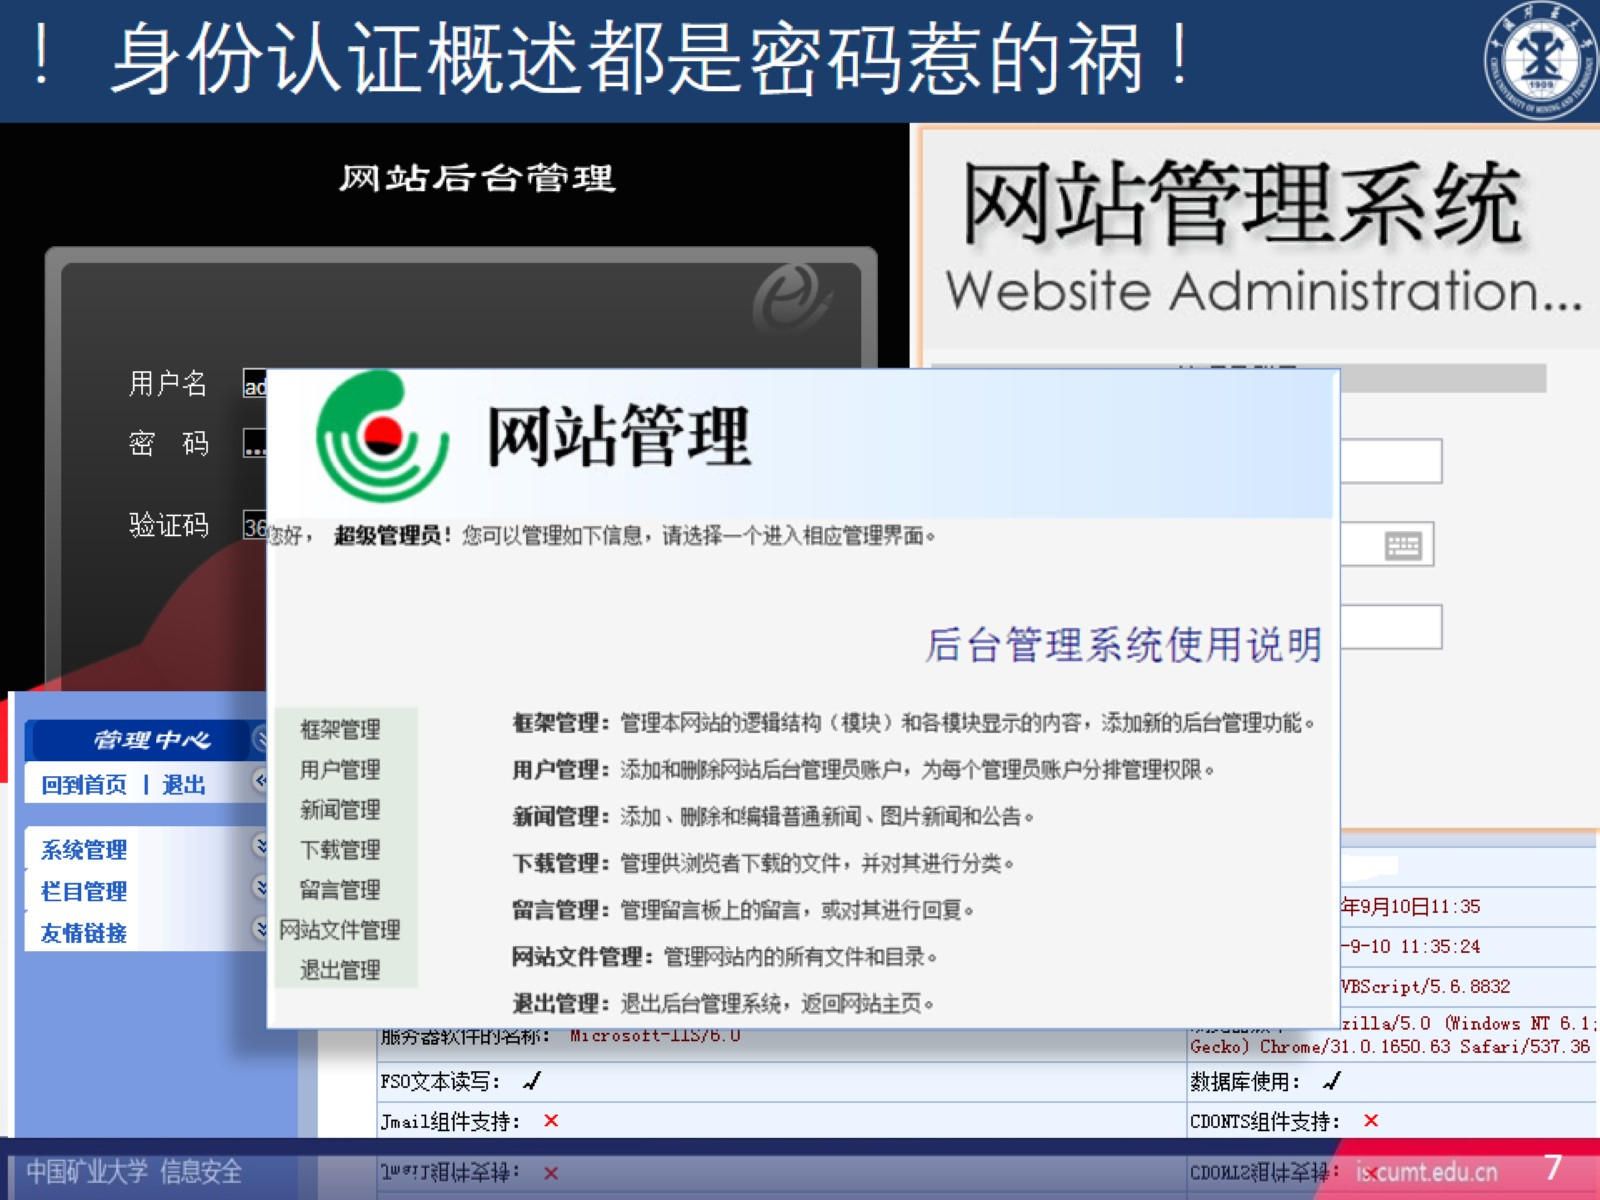 ！ 身份认证概述都是密码惹的祸！
1909
网站后台管理
用户名
ad
密 码
验证码
36
网站管理系统
Website Administration...
网站管理
您好， 超级管理员！您可以管理如下信息，请选择一个进入相应管理界面。
后台管理系统使用说明
框架管理
用户管理
新闻管理
下载管理
留言管理
网站文件管理
退出管理
框架管理：管理本网站的逻辑结构（模块）和各模块显示的内容，添加新的后台管理功能。
用户管理：添加和删除网站后台管理员账户，为每个管理员账户分排管理权限。
新闻管理：添加、删除和编辑普通新闻、图片新闻和公告。
下载管理：管理供浏览者下载的文件，并对其进行分类。
留言管理：管理留言板上的留言，或对其进行回复。
网站文件管理：管理网站内的所有文件和目录。
退出管理：退出后台管理系统，返回网站主页。
管理中心
回到首页 | 退出
系统管理
栏目管理
友情链接
年9月10日11:35
-9-10 11:35:24
VBScript/5.6.8832
服务器软件的名称： Microsoft-IIS/6.0
zilla/5.0 (Windows NT 6.1;
Gecko) Chrome/31.0.1650.63 Safari/537.36
FSO文本读写： √
数据库使用： √
Jmail组件支持： ×
CDONTS组件支持： ×
中国矿业大学 信息安全
is.cumt.edu.cn
7